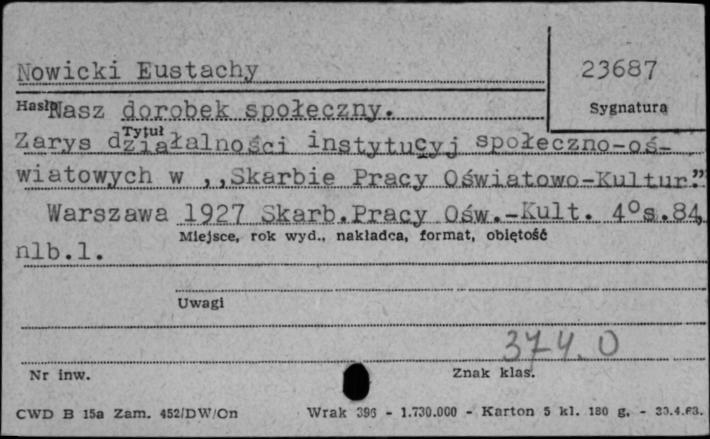 Nowicki Eustachy
23687
Hasło
Sygnatura
Nasz dorobek społeczny.
Tytuł
Zarys działalności instytucyj społeczno-oś-
wiatowych w ,,Skarbie Pracy Oświatowo-Kultur."
Warszawa 1927 Skarb.Pracy Ośw.-Kult. 4°s.84,
Miejsce, rok wyd., nakładca, format, objętość
nlb.1.
Uwagi
374.0
Nr inw.
Znak klas.
CWD B 15a Zam. 452/DW/On Wrak 396 - 1.730.000 - Karton 5 kl. 180 g. - 30.4.63.